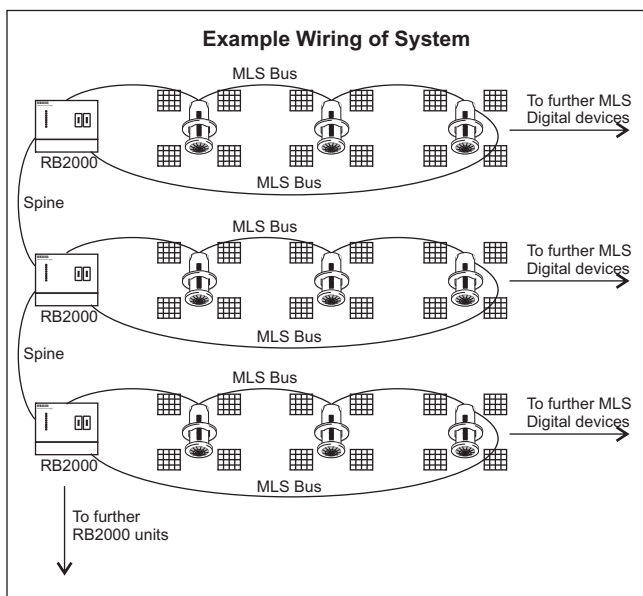 Example Wiring of System
MLS Bus
To further MLS
Digital devices
RB2000
MLS Bus
Spine
MLS Bus
To further MLS
Digital devices
RB2000
MLS Bus
Spine
MLS Bus
To further MLS
Digital devices
RB2000
MLS Bus
To further
RB2000 units